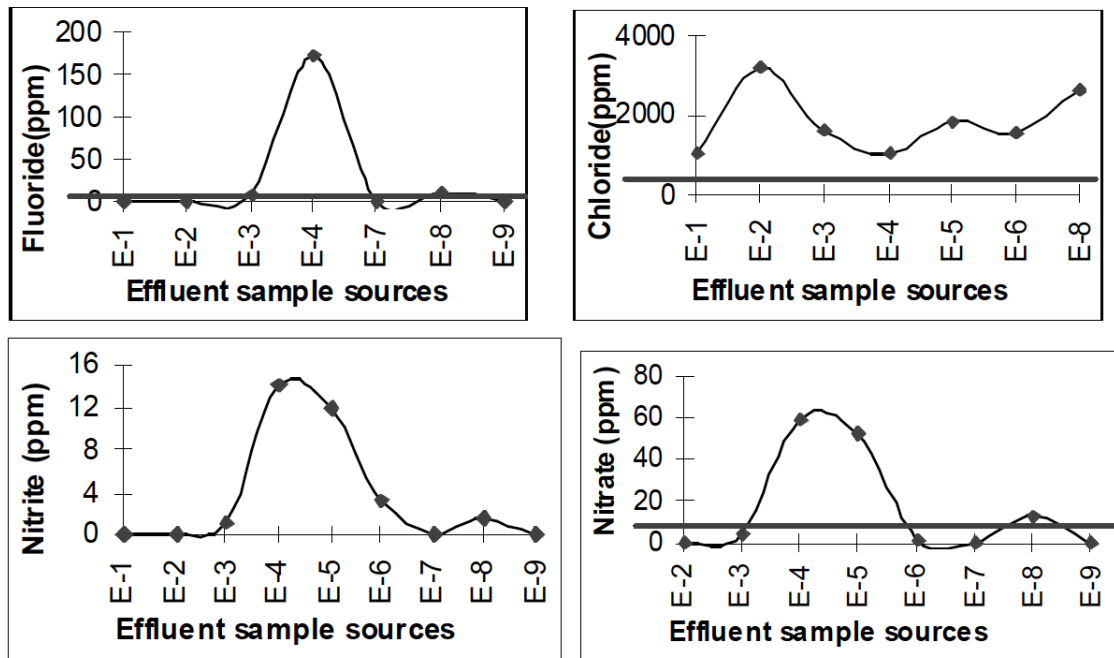 Fluoride(ppm)
200
150
100
50
0
E-1
E-2
E-3
E-4
E-7
E-8
E-9
Effluent sample sources
Chloride(ppm)
4000
2000
0
E-1
E-2
E-3
E-4
E-5
E-6
E-8
Effluent sample sources
Nitrite (ppm)
16
12
8
4
0
E-1
E-2
E-3
E-4
E-5
E-6
E-7
E-8
E-9
Effluent sample sources
Nitrate (ppm)
80
60
40
20
0
E-2
E-3
E-4
E-5
E-6
E-7
E-8
E-9
Effluent sample sources